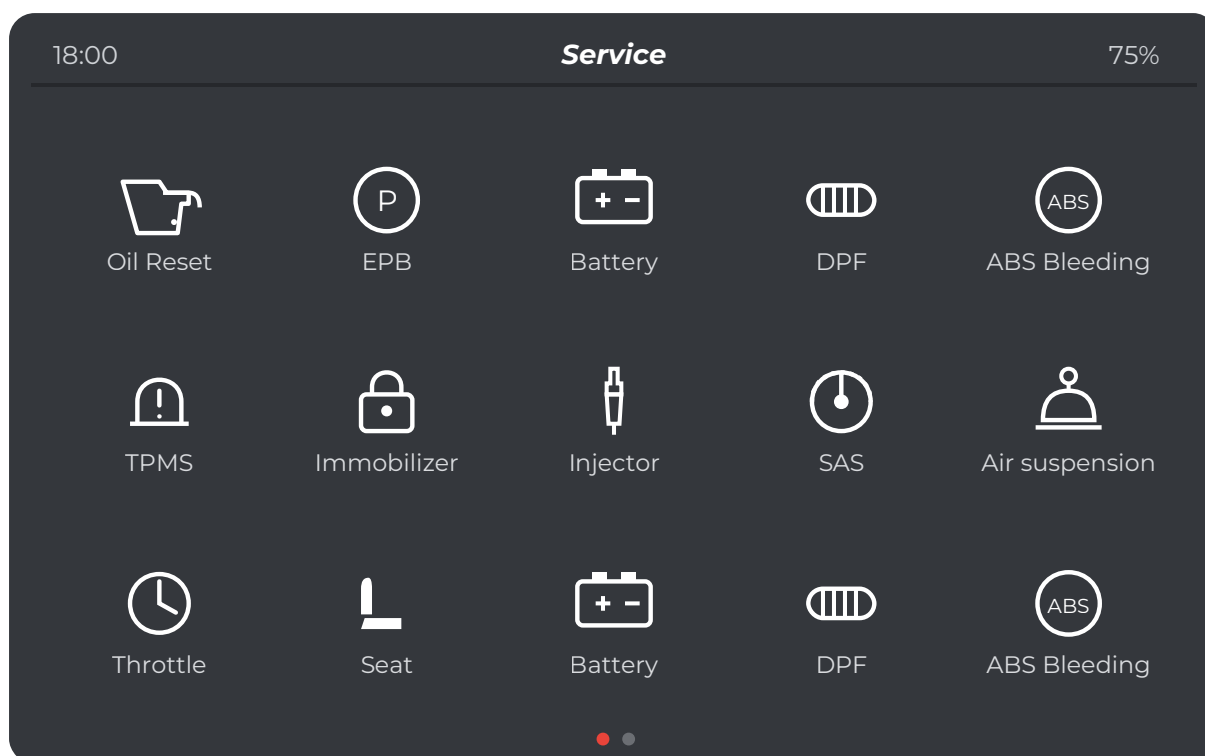 18:00 Service 75%
P ABS
Oil Reset EPB Battery DPF ABS Bleeding
TPMS Immobilizer Injector SAS Air suspension
ABS
Throttle Seat Battery DPF ABS Bleeding